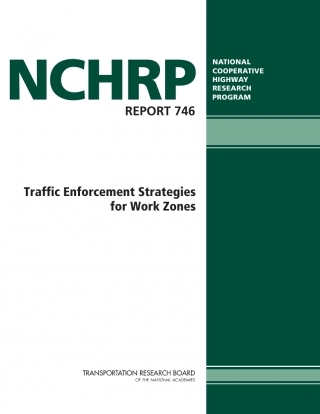 NCHRP
REPORT 746
NATIONAL
COOPERATIVE
HIGHWAY
RESEARCH
PROGRAM
Traffic Enforcement Strategies
for Work Zones
TRANSPORTATION RESEARCH BOARD
OF THE NATIONAL ACADEMIES